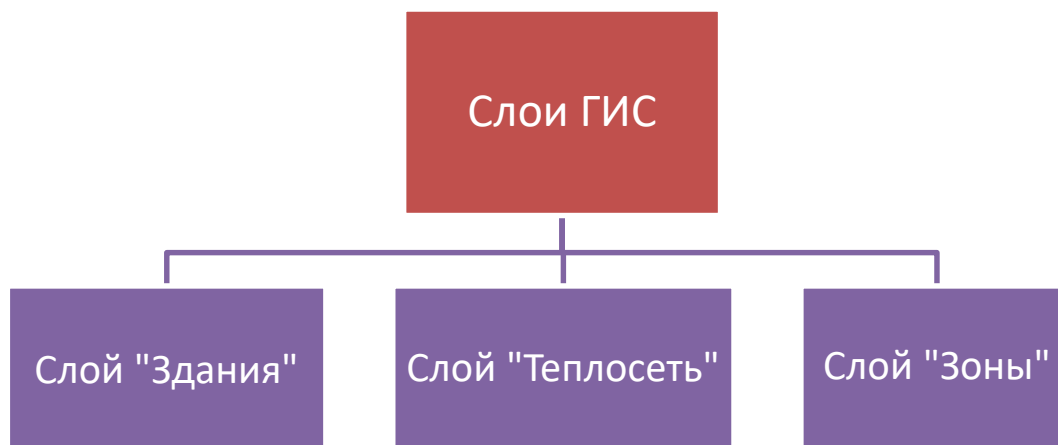 Слои ГИС
Слой "Здания"
Слой "Теплосеть"
Слой "Зоны"